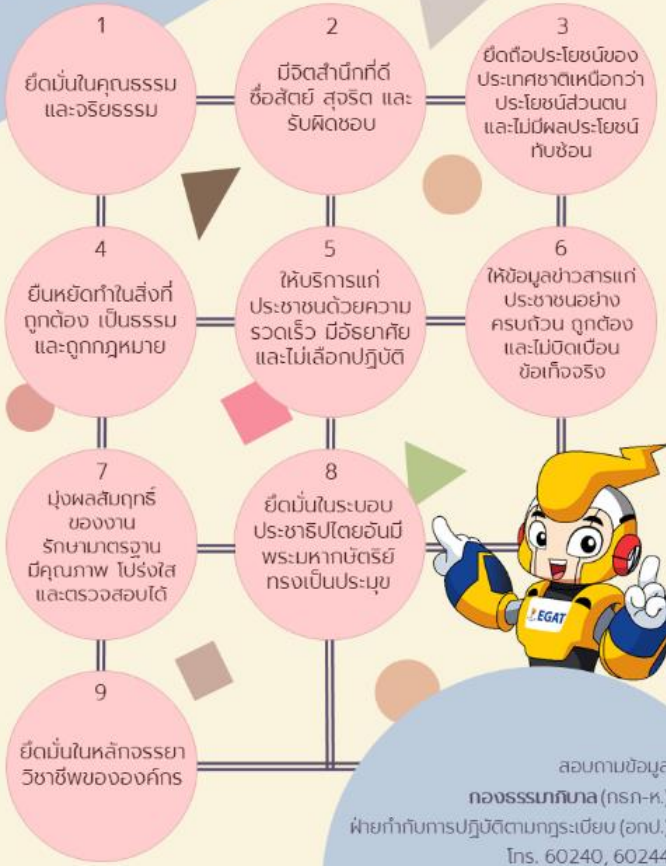 1
ยึดมั่นในคุณธรรม
และจริยธรรม
2
มีจิตสำนึกที่ดี
ซื่อสัตย์ สุจริต และ
รับผิดชอบ
3
ยึดถือประโยชน์ของ
ประเทศชาติเหนือกว่า
ประโยชน์ส่วนตน
และไม่มีผลประโยชน์
ทับซ้อน
4
ยืนหยัดทำในสิ่งที่
ถูกต้อง เป็นธรรม
และถูกกฎหมาย
5
ให้บริการแก่
ประชาชนด้วยความ
รวดเร็ว มีอัธยาศัย
และไม่เลือกปฏิบัติ
6
ให้ข้อมูลข่าวสารแก่
ประชาชนอย่าง
ครบถ้วน ถูกต้อง
และไม่บิดเบือน
ข้อเท็จจริง
7
มุ่งผลสัมฤทธิ์
ของงาน
รักษามาตรฐาน
มีคุณภาพ โปร่งใส
และตรวจสอบได้
8
ยึดมั่นในระบอบ
ประชาธิปไตยอันมี
พระมหากษัตริย์
ทรงเป็นประมุข
EGAT
9
ยึดมั่นในหลักจรรยา
วิชาชีพขององค์กร
สอบถามข้อมูล
กองธรรมาภิบาล (กธภ-ห.)
ฝ่ายกำกับการปฏิบัติตามกฎระเบียบ (อกป.)
โทร. 60240, 60244